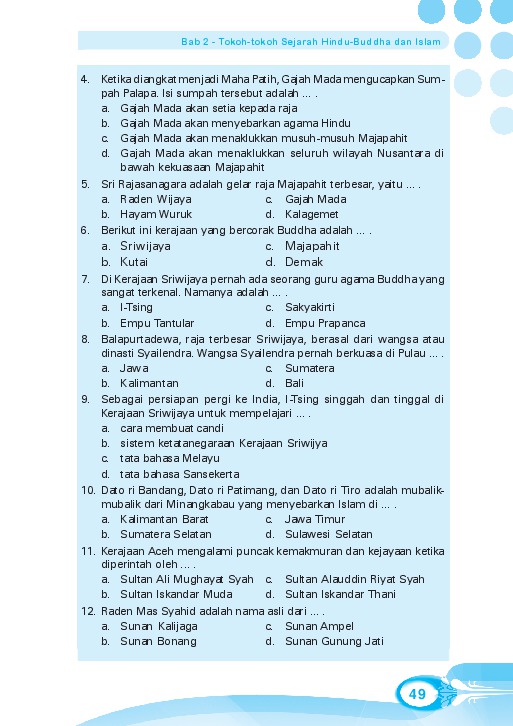 Bab 2 - Tokoh-tokoh Sejarah Hindu-Buddha dan Islam
4. Ketika diangkat menjadi Maha Patih, Gajah Mada mengucapkan Sum-
pah Palapa. Isi sumpah tersebut adalah ... .
a. Gajah Mada akan setia kepada raja
b. Gajah Mada akan menyebarkan agama Hindu
c. Gajah Mada akan menaklukkan musuh-musuh Majapahit
d. Gajah Mada akan menaklukkan seluruh wilayah Nusantara di
bawah kekuasaan Majapahit
5. Sri Rajasanagara adalah gelar raja Majapahit terbesar, yaitu ... .
a. Raden Wijaya c. Gajah Mada
b. Hayam Wuruk d. Kalagemet
6. Berikut ini kerajaan yang bercorak Buddha adalah ... .
a. Sriwijaya c. Majapahit
b. Kutai d. Demak
7. Di Kerajaan Sriwijaya pernah ada seorang guru agama Buddha yang
sangat terkenal. Namanya adalah ... .
a. I-Tsing c. Sakyakirti
b. Empu Tantular d. Empu Prapanca
8. Balapurtadewa, raja terbesar Sriwijaya, berasal dari wangsa atau
dinasti Syailendra. Wangsa Syailendra pernah berkuasa di Pulau ... .
a. Jawa c. Sumatera
b. Kalimantan d. Bali
9. Sebagai persiapan pergi ke India, I-Tsing singgah dan tinggal di
Kerajaan Sriwijaya untuk mempelajari ... .
a. cara membuat candi
b. sistem ketatanegaraan Kerajaan Sriwijya
c. tata bahasa Melayu
d. tata bahasa Sansekerta
10. Dato ri Bandang, Dato ri Patimang, dan Dato ri Tiro adalah mubalik-
mubalik dari Minangkabau yang menyebarkan Islam di ... .
a. Kalimantan Barat c. Jawa Timur
b. Sumatera Selatan d. Sulawesi Selatan
11. Kerajaan Aceh mengalami puncak kemakmuran dan kejayaan ketika
diperintah oleh ... .
a. Sultan Ali Mughayat Syah c. Sultan Alauddin Riyat Syah
b. Sultan Iskandar Muda d. Sultan Iskandar Thani
12. Raden Mas Syahid adalah nama asli dari ... .
a. Sunan Kalijaga c. Sunan Ampel
b. Sunan Bonang d. Sunan Gunung Jati
49